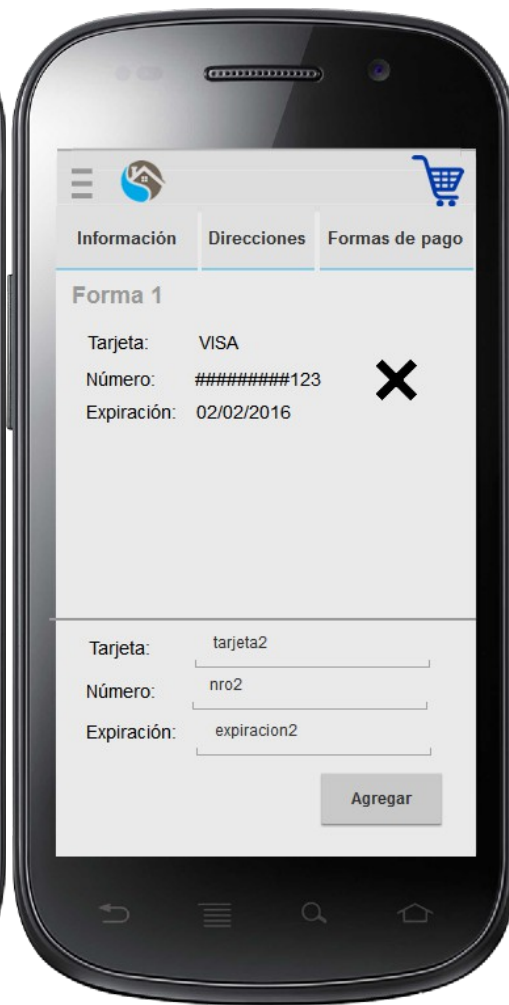 Información Direcciones Formas de pago
Forma 1
Tarjeta: VISA
Número: #########123
Expiración: 02/02/2016
Tarjeta: tarjeta2
Número: nro2
Expiración: expiracion2
Agregar